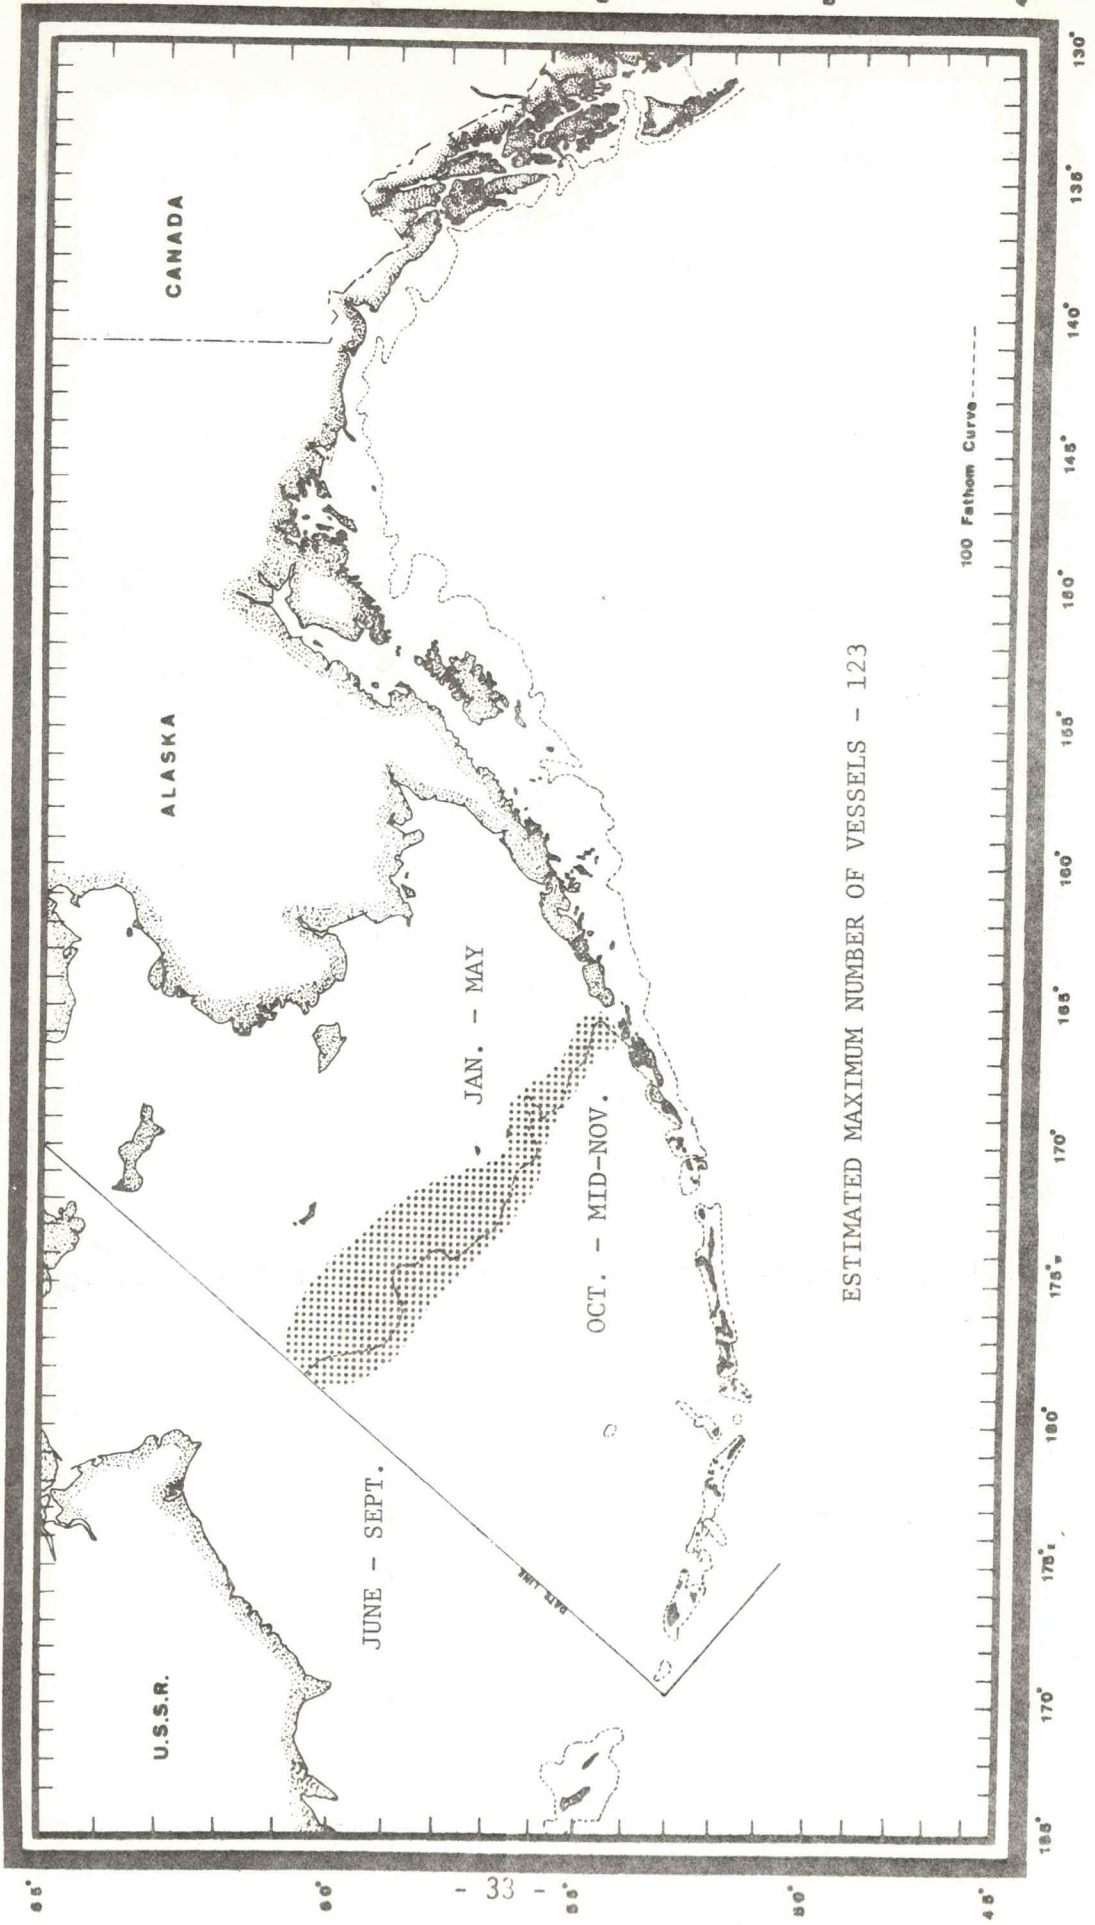 U.S.S.R.
ALASKA
CANADA
JUNE - SEPT.
JAN. - MAY
OCT. - MID-NOV.
DATE LINE
ESTIMATED MAXIMUM NUMBER OF VESSELS - 123
100 Fathom Curve-----
65°
60°
55°
50°
45°
165°
170°
175°E
180°
175°W
170°
165°
160°
155°
150°
145°
140°
135°
130°
- 33 -